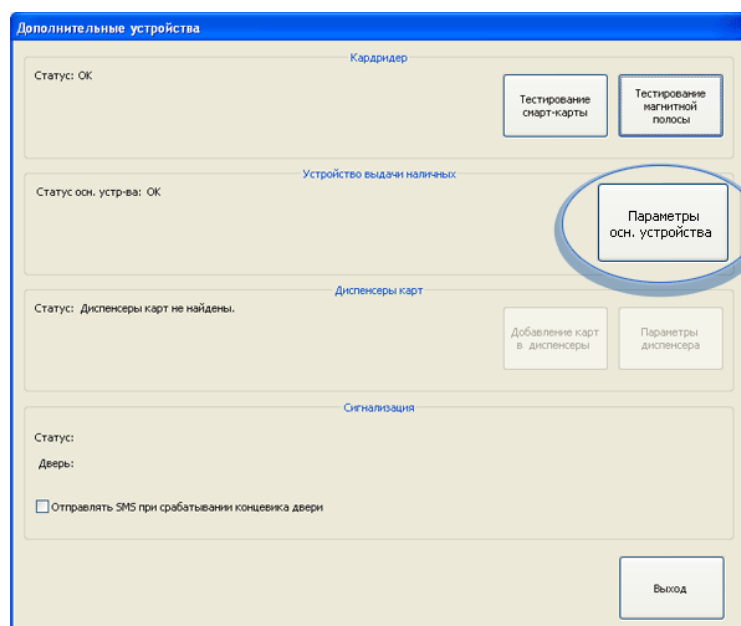 Дополнительные устройства
Кардридер
Статус: ОК
Тестирование
смарт-карты
Тестирование
магнитной
полосы
Устройство выдачи наличных
Статус осн. устр-ва: ОК
Параметры
осн. устройства
Диспенсеры карт
Статус: Диспенсеры карт не найдены.
Добавление карт
в диспенсеры
Параметры
диспенсера
Сигнализация
Статус:
Дверь:
Отправлять SMS при срабатывании концевика двери
Выход